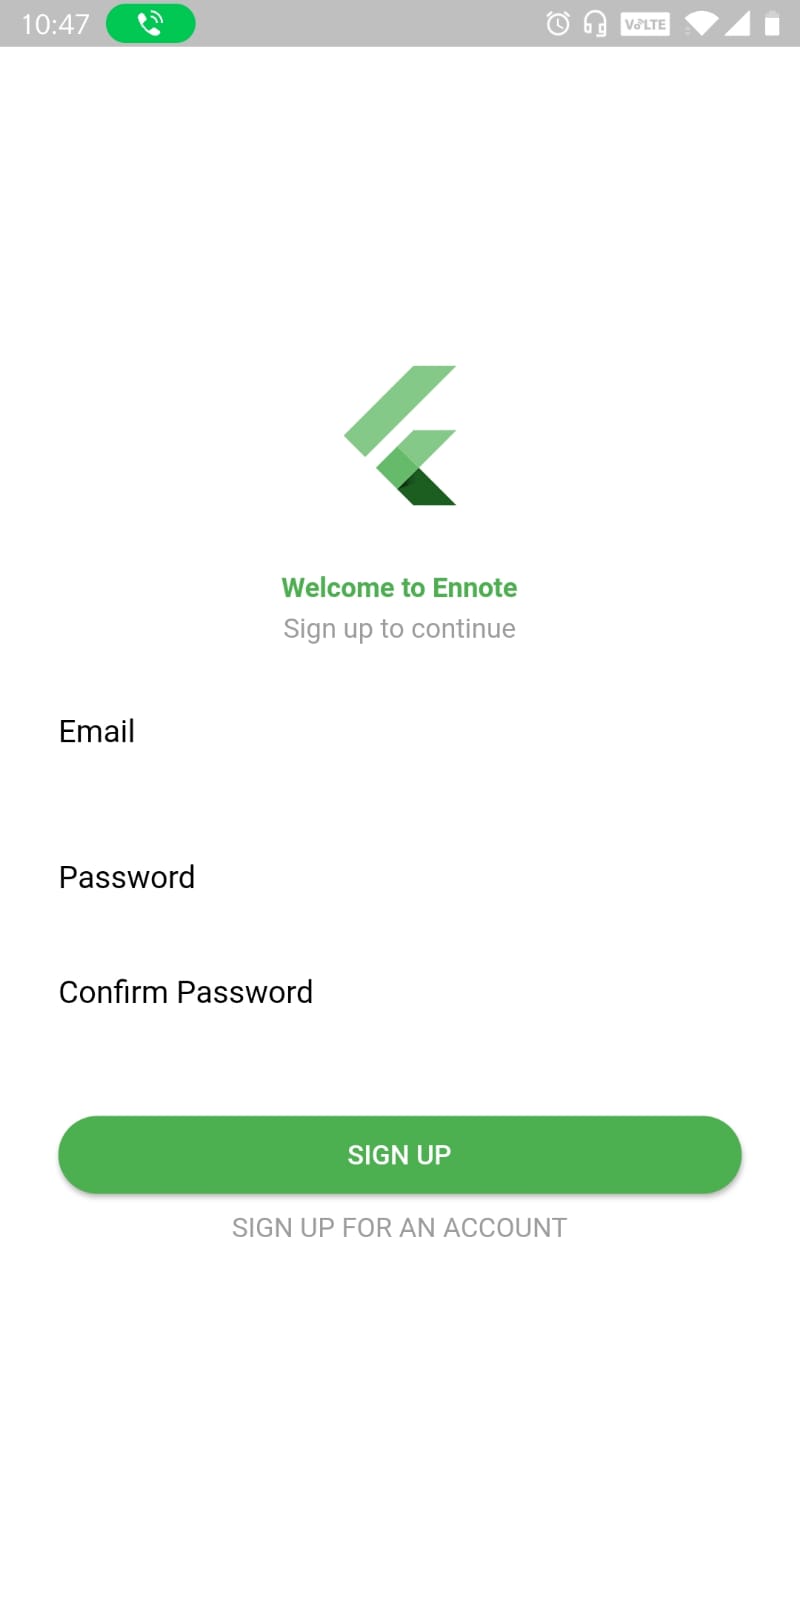 10:47
VoLTE
Welcome to Ennote
Sign up to continue
Email
Password
Confirm Password
SIGN UP
SIGN UP FOR AN ACCOUNT